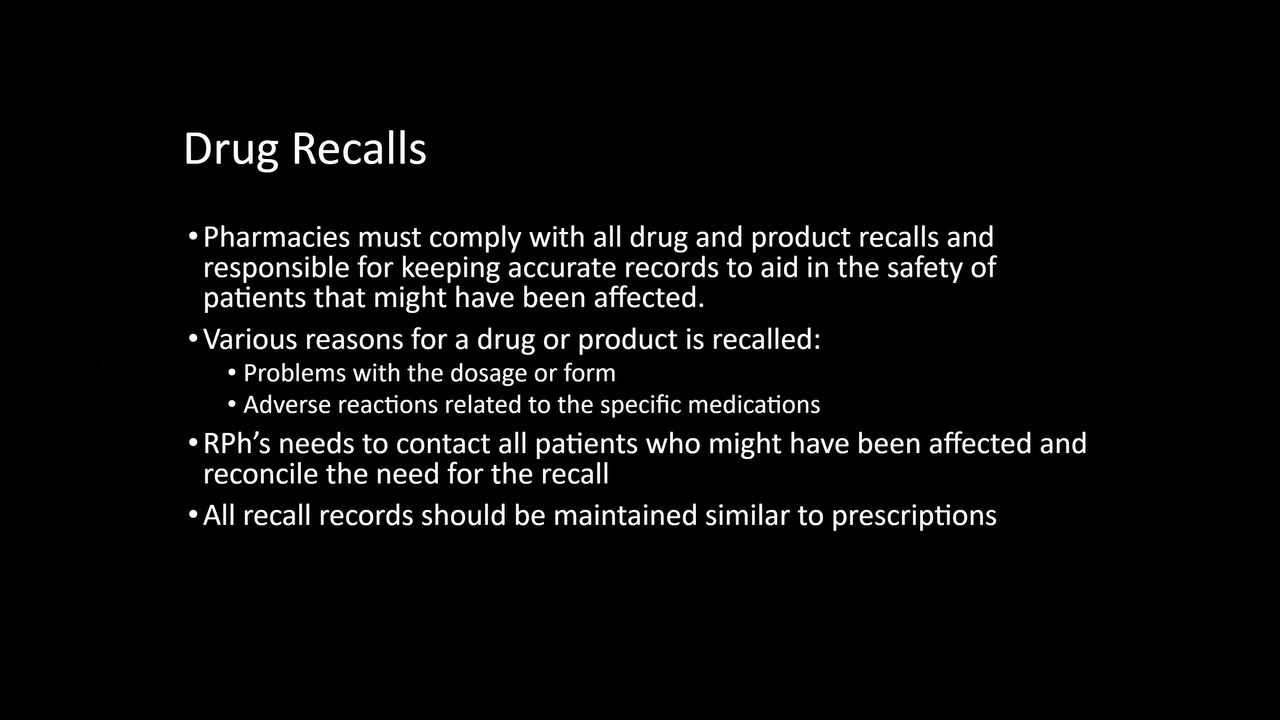 Drug Recalls
•Pharmacies must comply with all drug and product recalls and
responsible for keeping accurate records to aid in the safety of
patients that might have been affected.
•Various reasons for a drug or product is recalled:
• Problems with the dosage or form
• Adverse reactions related to the specific medications
•RPh’s needs to contact all patients who might have been affected and
reconcile the need for the recall
•All recall records should be maintained similar to prescriptions